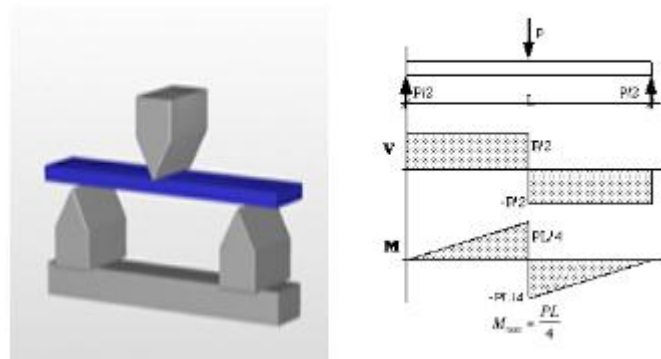 P
P/2 L P/2
V P/2
-P/2
M PL/4
-PL/4
M_max = PL/4